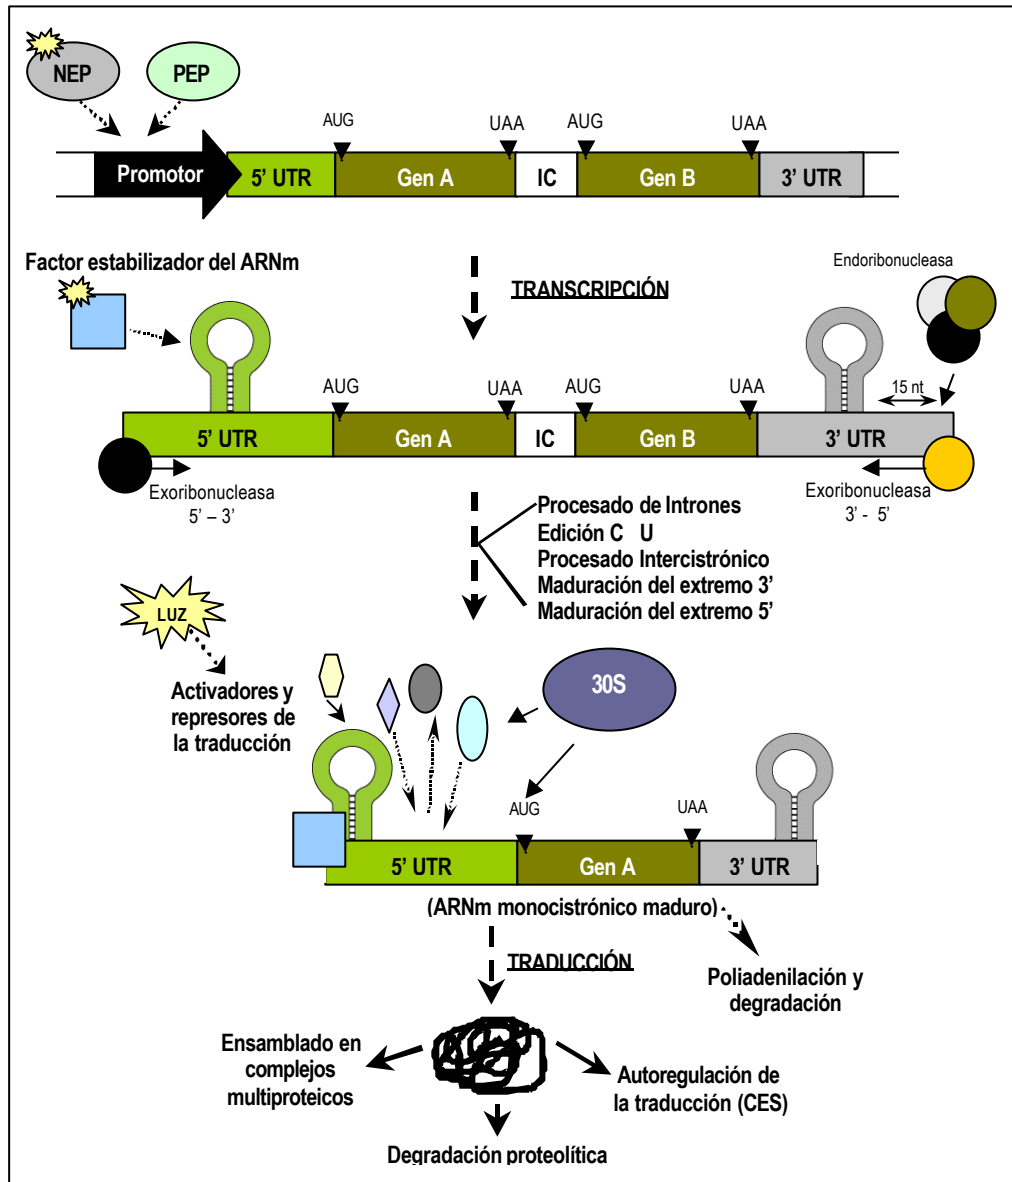 NEP
PEP
AUG
UAA
AUG
UAA
Promotor
5’ UTR
Gen A
IC
Gen B
3’ UTR
Factor estabilizador del ARNm
TRANSCRIPCIÓN
Endoribonucleasa
AUG
UAA
AUG
UAA
15 nt
5’ UTR
Gen A
IC
Gen B
3’ UTR
Exoribonucleasa
5’ – 3’
Exoribonucleasa
3’ - 5’
Procesado de Intrones
Edición C U
Procesado Intercistrónico
Maduración del extremo 3’
Maduración del extremo 5’
LUZ
Activadores y
represores de
la traducción
30S
AUG
UAA
5’ UTR
Gen A
3’ UTR
(ARNm monocistrónico maduro)
TRADUCCIÓN
Poliadenilación y
degradación
Ensamblado en
complejos
multiproteicos
Autoregulación de
la traducción (CES)
Degradación proteolítica